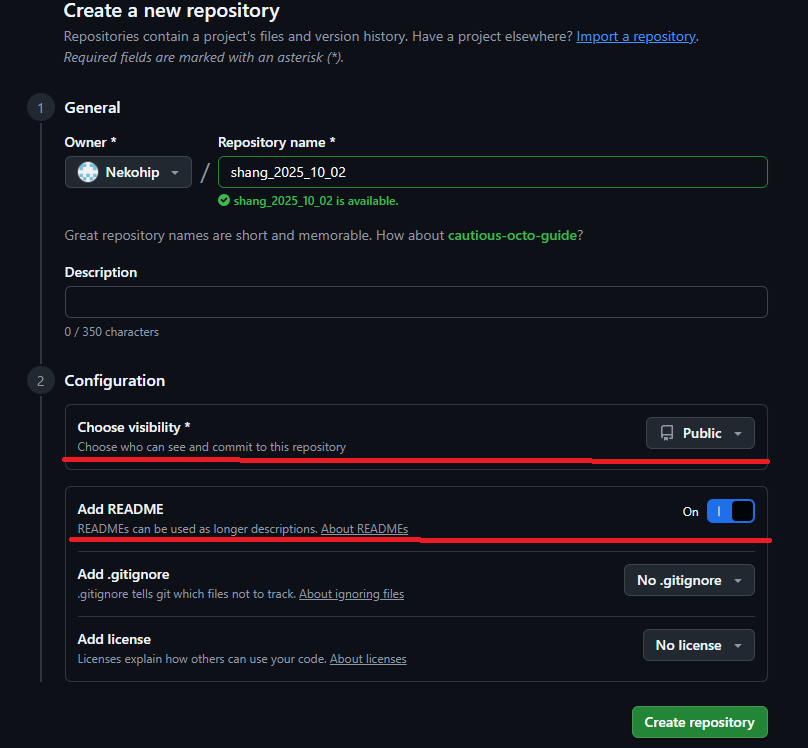 Create a new repository
Repositories contain a project's files and version history. Have a project elsewhere? Import a repository.
Required fields are marked with an asterisk (*).
1 General
Owner * Repository name *
Nekohip / shang_2025_10_02
shang_2025_10_02 is available.
Great repository names are short and memorable. How about cautious-octo-guide?
Description
0 / 350 characters
2 Configuration
Choose visibility *
Choose who can see and commit to this repository
Public
Add README
READMEs can be used as longer descriptions. About READMEs
On
Add .gitignore
.gitignore tells git which files not to track. About ignoring files
No .gitignore
Add license
Licenses explain how others can use your code. About licenses
No license
Create repository